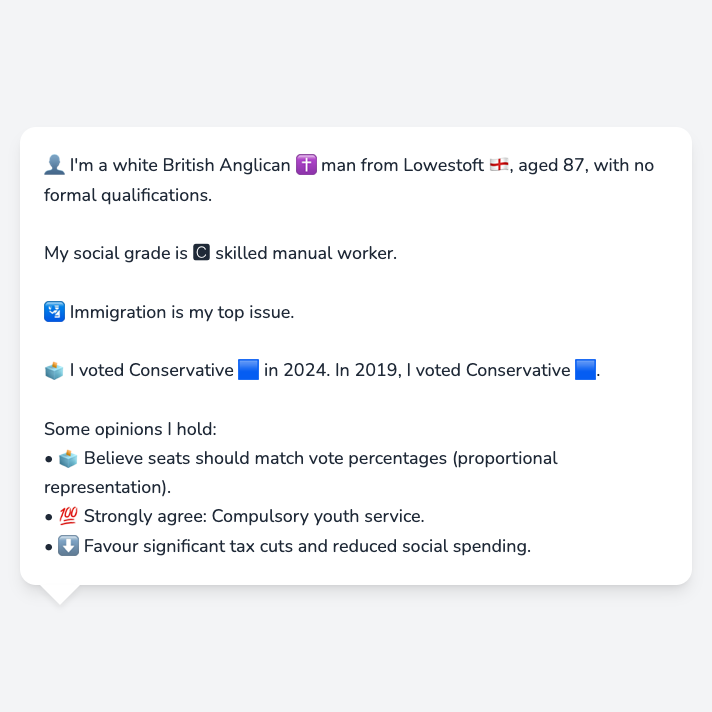 👤 I'm a white British Anglican ✝️ man from Lowestoft 🏴󠁧󠁢󠁥󠁮󠁧󠁿, aged 87, with no
formal qualifications.
My social grade is 🅲 skilled manual worker.
🛂 Immigration is my top issue.
🗳️ I voted Conservative 🟦 in 2024. In 2019, I voted Conservative 🟦.
Some opinions I hold:
• 🗳️ Believe seats should match vote percentages (proportional
representation).
• 💯 Strongly agree: Compulsory youth service.
• ⬇️ Favour significant tax cuts and reduced social spending.